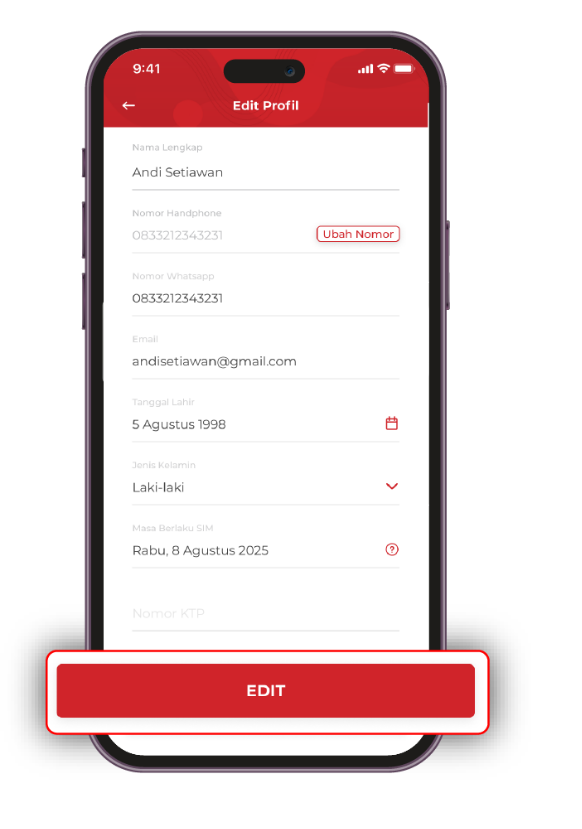 9:41
Edit Profil
Nama Lengkap
Andi Setiawan
Nomor Handphone
0833212343231
Ubah Nomor
Nomor Whatsapp
0833212343231
Email
andisetiawan@gmail.com
Tanggal Lahir
5 Agustus 1998
Jenis Kelamin
Laki-laki
Masa Berlaku SIM
Rabu, 8 Agustus 2025
Nomor KTP
EDIT